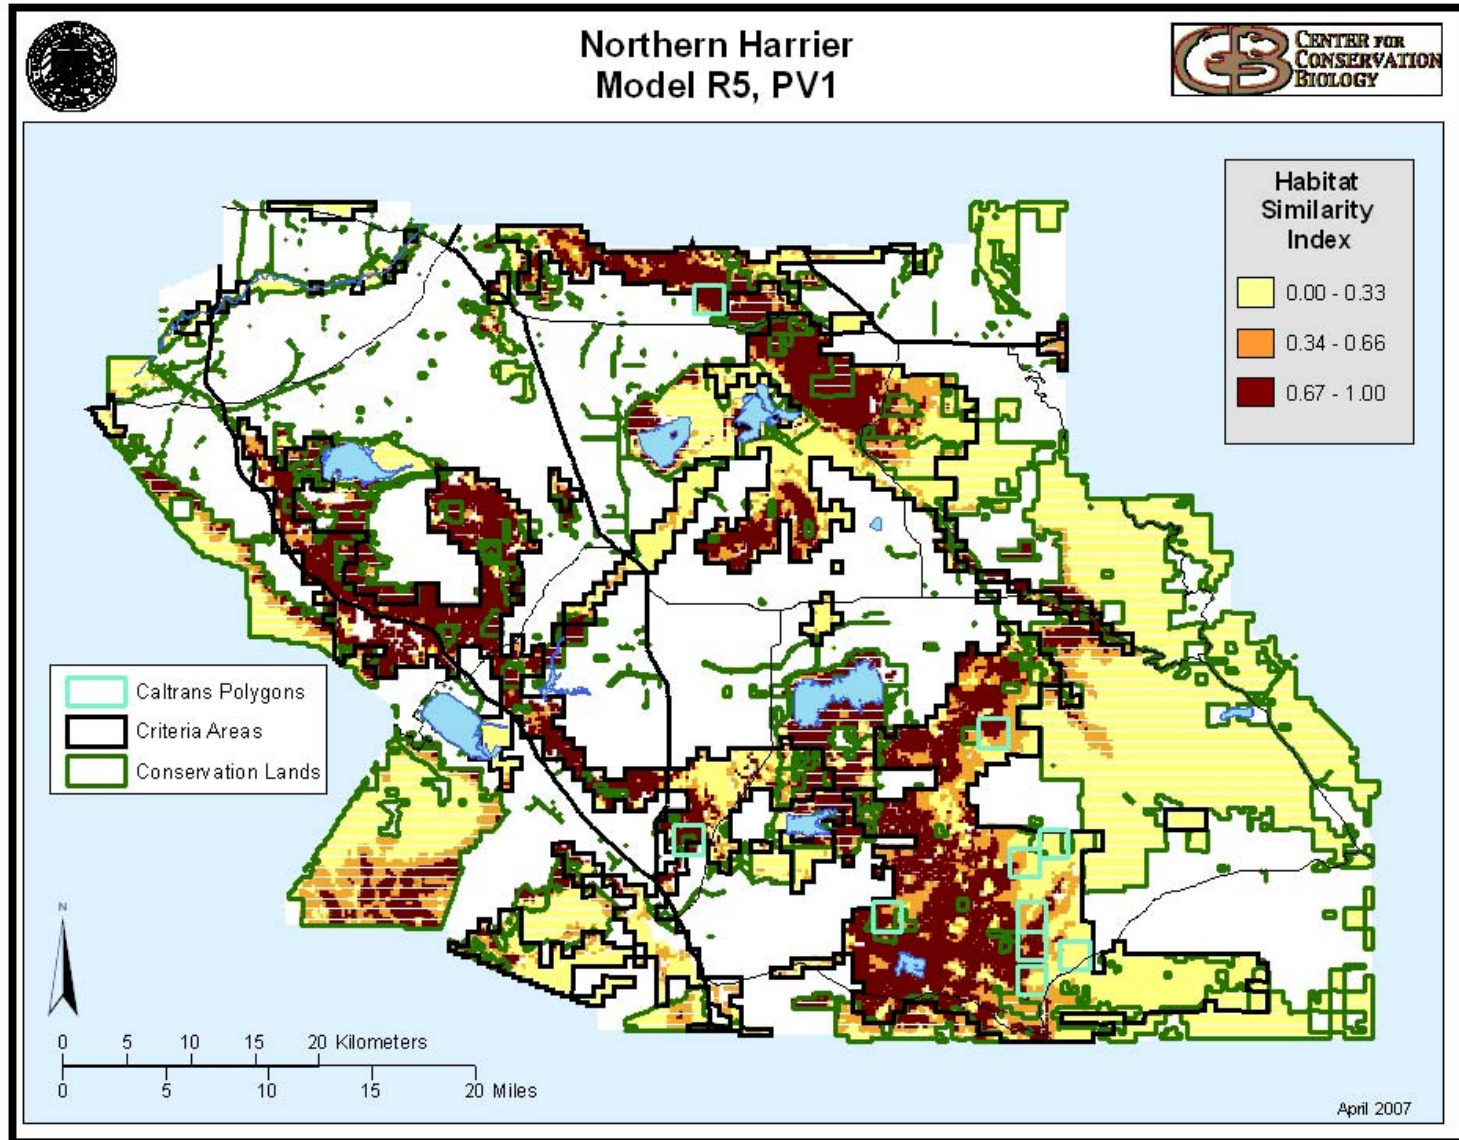 Northern Harrier
Model R5, PV1
CENTER FOR
CONSERVATION
BIOLOGY
Habitat
Similarity
Index
0.00 - 0.33
0.34 - 0.66
0.67 - 1.00
Caltrans Polygons
Criteria Areas
Conservation Lands
N
0 5 10 15 20 Kilometers
0 5 10 15 20 Miles
April 2007